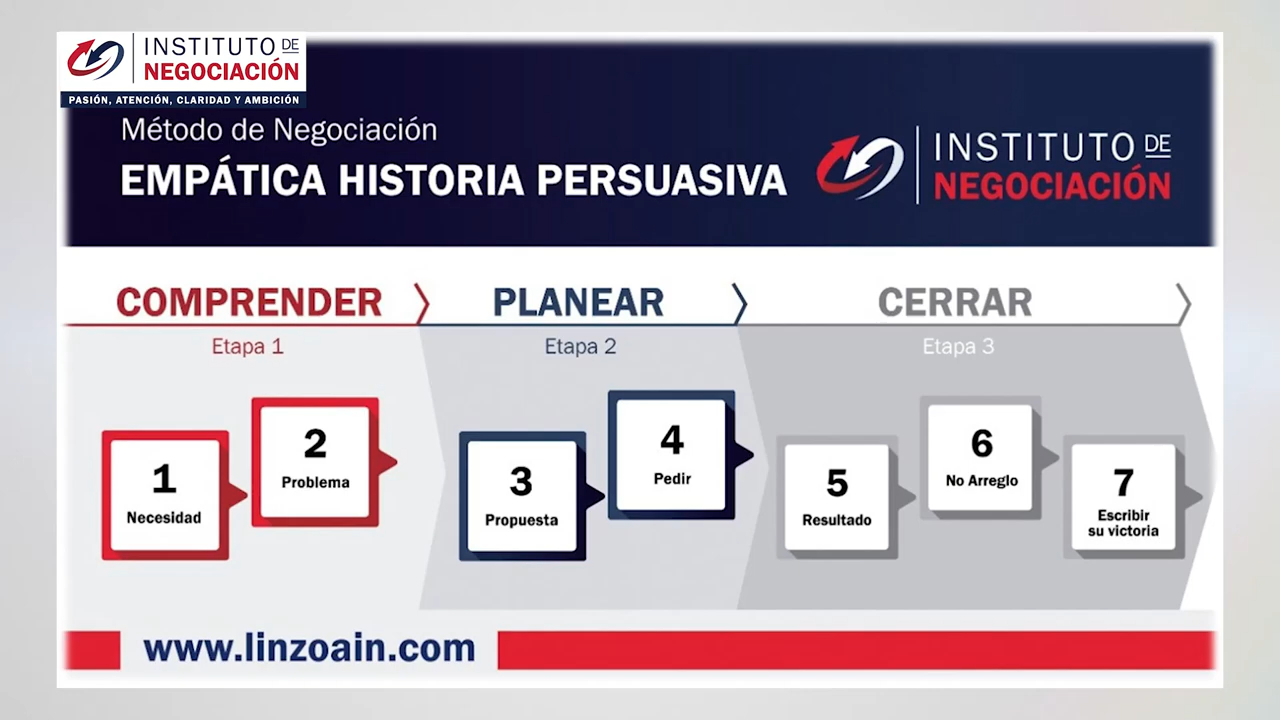 INSTITUTO DE
NEGOCIACIÓN
PASIÓN, ATENCIÓN, CLARIDAD Y AMBICIÓN
Método de Negociación
EMPÁTICA HISTORIA PERSUASIVA
INSTITUTO DE
NEGOCIACIÓN
COMPRENDER
Etapa 1
PLANEAR
Etapa 2
CERRAR
Etapa 3
1
Necesidad
2
Problema
3
Propuesta
4
Pedir
5
Resultado
6
No Arreglo
7
Escribir
su victoria
www.linzoain.com